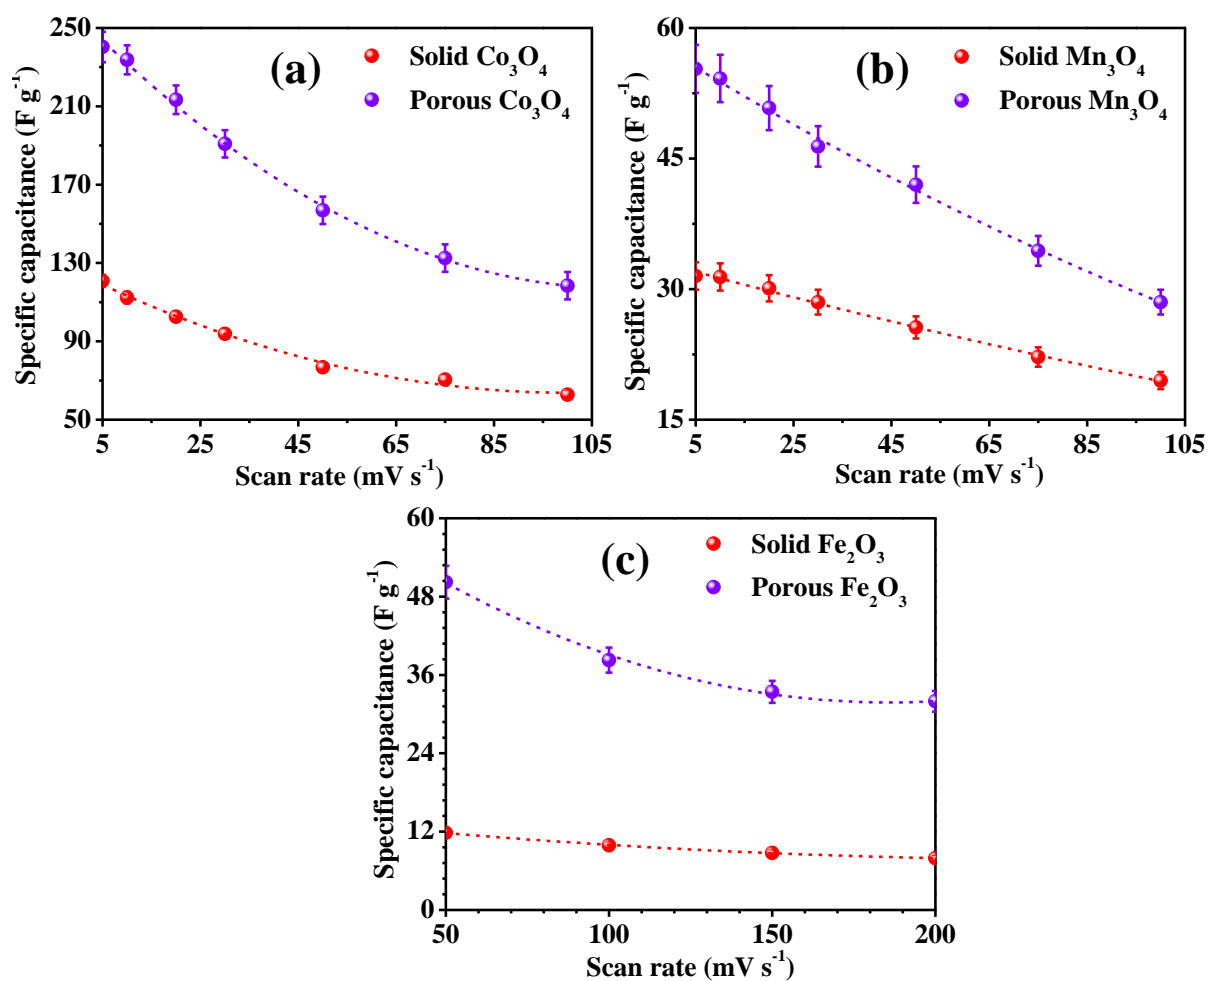 (a)
Solid Co₃O₄
Porous Co₃O₄
Specific capacitance (F g⁻¹)
250
210
170
130
90
50
5 25 45 65 85 105
Scan rate (mV s⁻¹)
(b)
Solid Mn₃O₄
Porous Mn₃O₄
Specific capacitance (F g⁻¹)
60
45
30
15
5 25 45 65 85 105
Scan rate (mV s⁻¹)
(c)
Solid Fe₂O₃
Porous Fe₂O₃
Specific capacitance (F g⁻¹)
60
48
36
24
12
0
50 100 150 200
Scan rate (mV s⁻¹)